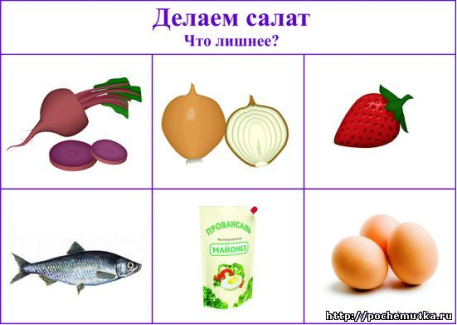 Делаем салат
Что лишнее?
ПРОВАНСАЛЬ
МАЙОНЕЗ
http://pochemu4ka.ru